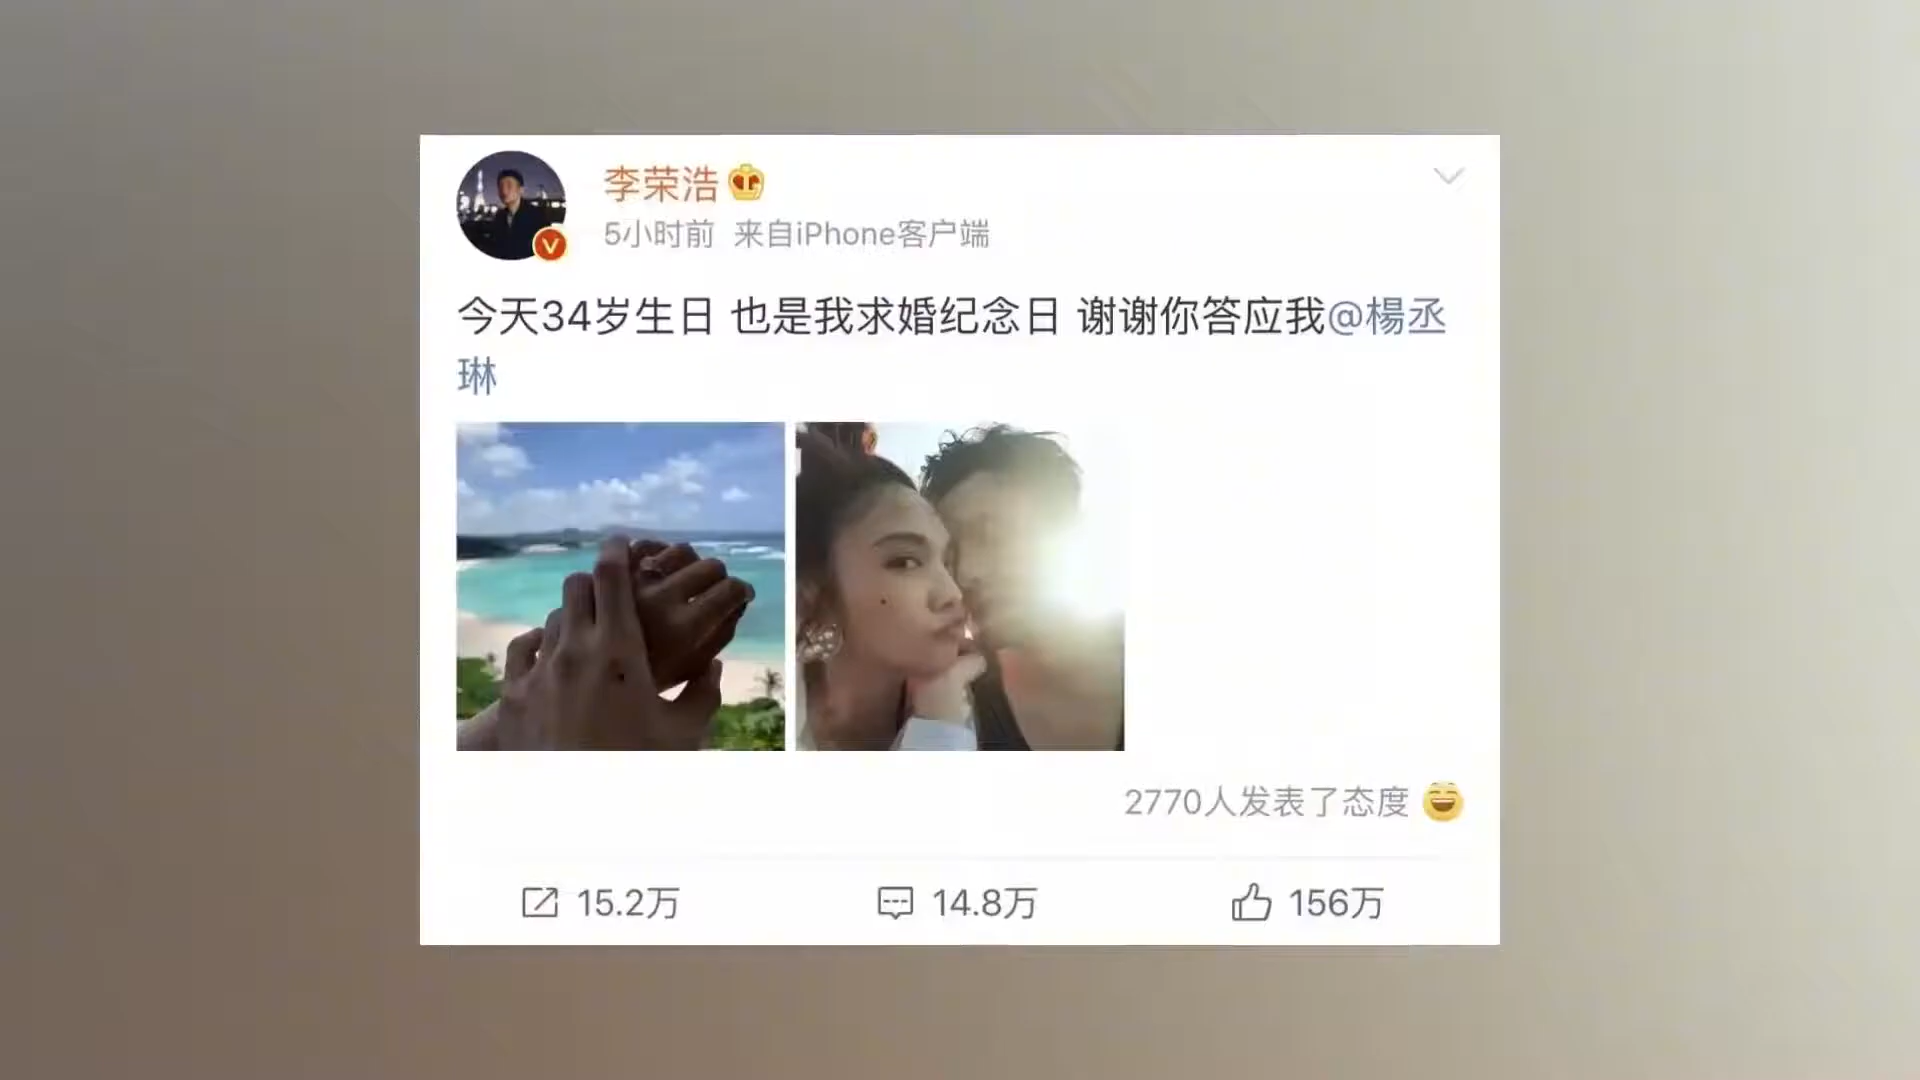 李荣浩
5小时前 来自iPhone客户端
今天34岁生日 也是我求婚纪念日 谢谢你答应我@楊丞
琳
2770人发表了态度
15.2万 14.8万 156万